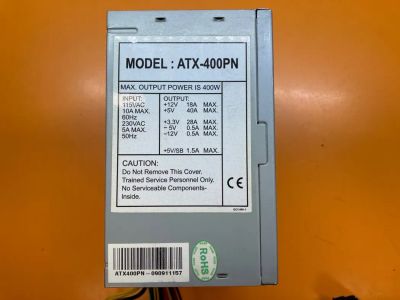 MODEL : ATX-400PN
MAX. OUTPUT POWER IS 400W
INPUT: OUTPUT:
115VAC +12V 18A MAX.
10A MAX. +5V 40A MAX.
60Hz
230VAC +3.3V 28A MAX.
5A MAX. -5V 0.5A MAX.
50Hz -12V 0.5A MAX.
+5V/SB 1.5A MAX.
CAUTION:
Do Not Remove This Cover.
Trained Service Personnel Only.
No Serviceable Components-
Inside.
CE
ATX400PN-090911157
RoHS